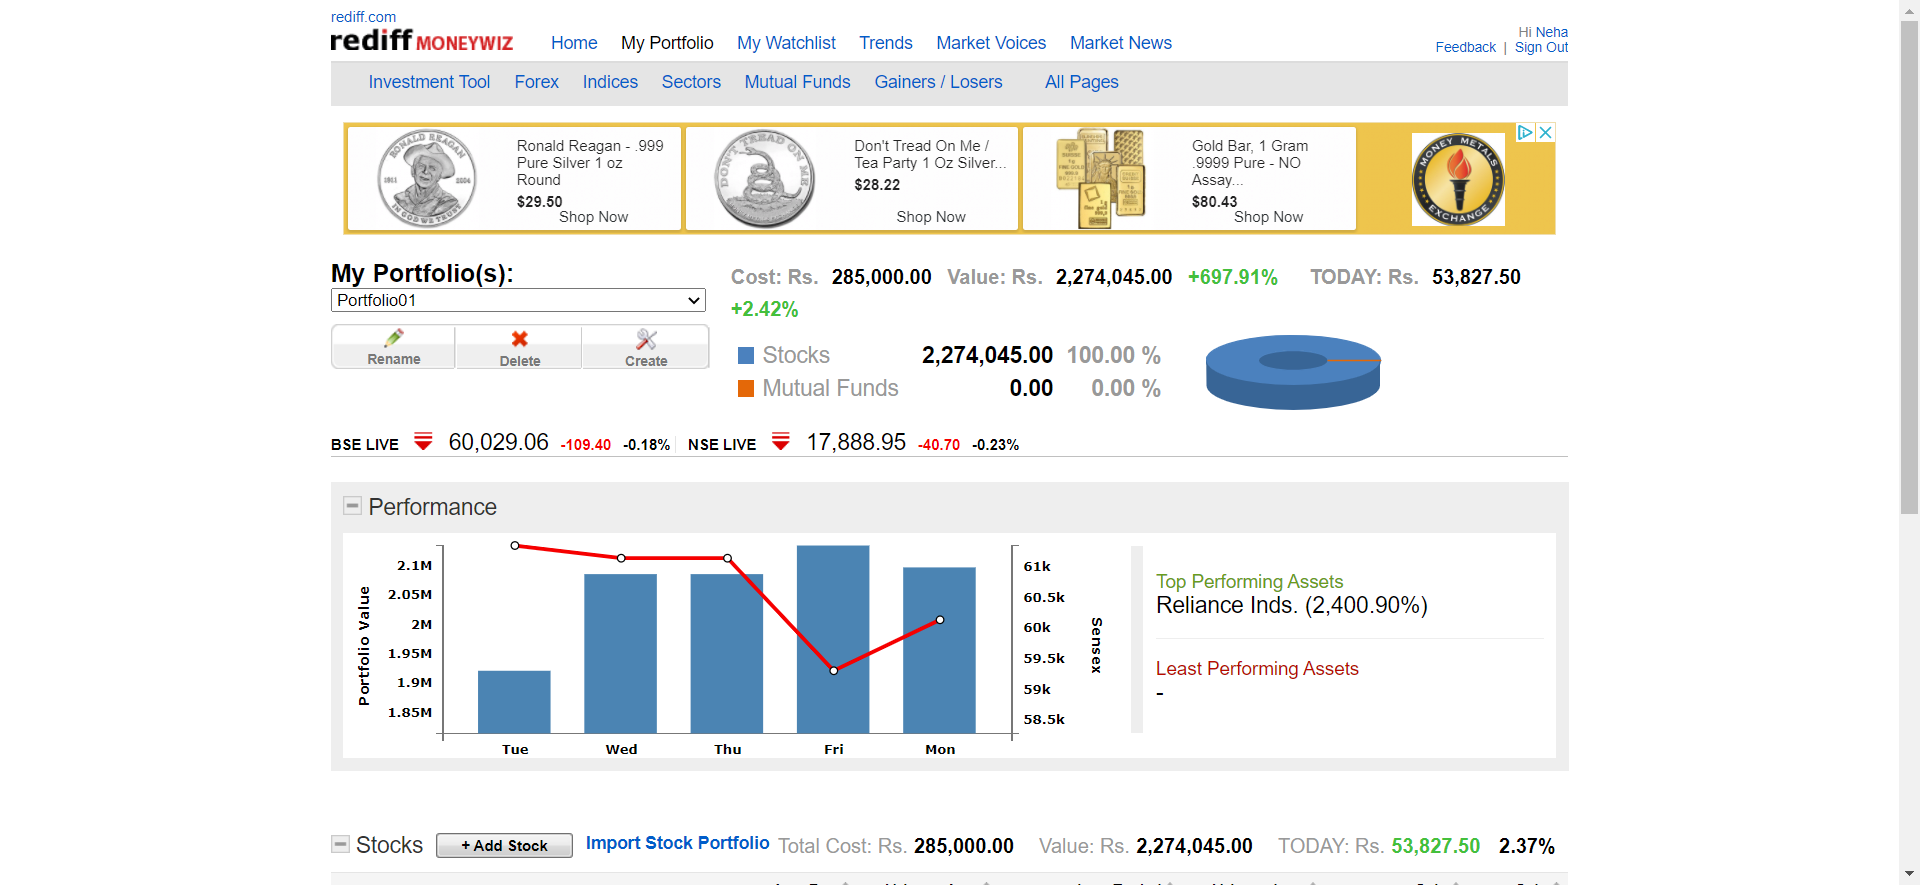 rediff.com
rediff MONEYWIZ
Home My Portfolio My Watchlist Trends Market Voices Market News
Hi Neha
Feedback | Sign Out
Investment Tool Forex Indices Sectors Mutual Funds Gainers / Losers All Pages
RONALD REAGAN
1911 2004
IN GOD WE TRUST
Ronald Reagan - .999
Pure Silver 1 oz
Round
$29.50
Shop Now
DON'T TREAD ON ME
Don't Tread On Me /
Tea Party 1 Oz Silver...
$28.22
Shop Now
Gold Bar, 1 Gram
.9999 Pure - NO
Assay...
$80.43
Shop Now
MONEY METALS
EXCHANGE
My Portfolio(s):
Portfolio01
Rename Delete Create
Cost: Rs. 285,000.00 Value: Rs. 2,274,045.00 +697.91% TODAY: Rs. 53,827.50
+2.42%
Stocks 2,274,045.00 100.00 %
Mutual Funds 0.00 0.00 %
BSE LIVE 60,029.06 -109.40 -0.18% NSE LIVE 17,888.95 -40.70 -0.23%
Performance
Portfolio Value
2.1M
2.05M
2M
1.95M
1.9M
1.85M
Tue Wed Thu Fri Mon
61k
60.5k
60k
59.5k
59k
58.5k
Sensex
Top Performing Assets
Reliance Inds. (2,400.90%)
Least Performing Assets
-
Stocks + Add Stock Import Stock Portfolio Total Cost: Rs. 285,000.00 Value: Rs. 2,274,045.00 TODAY: Rs. 53,827.50 2.37%